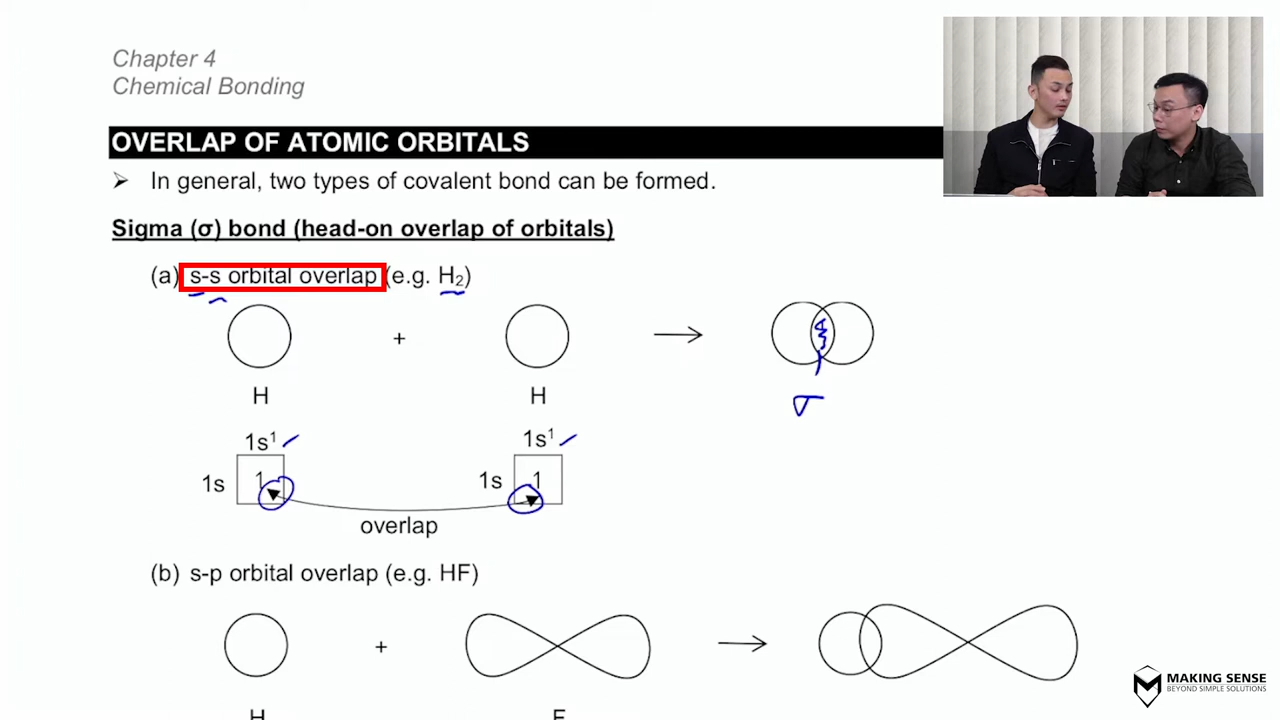 Chapter 4
Chemical Bonding
OVERLAP OF ATOMIC ORBITALS
➢ In general, two types of covalent bond can be formed.
Sigma (σ) bond (head-on overlap of orbitals)
(a) s-s orbital overlap (e.g. H₂)
+
H H
σ
1s¹ 1s¹
1s 1 1s 1
overlap
(b) s-p orbital overlap (e.g. HF)
+
H F
MAKING SENSE
BEYOND SIMPLE SOLUTIONS